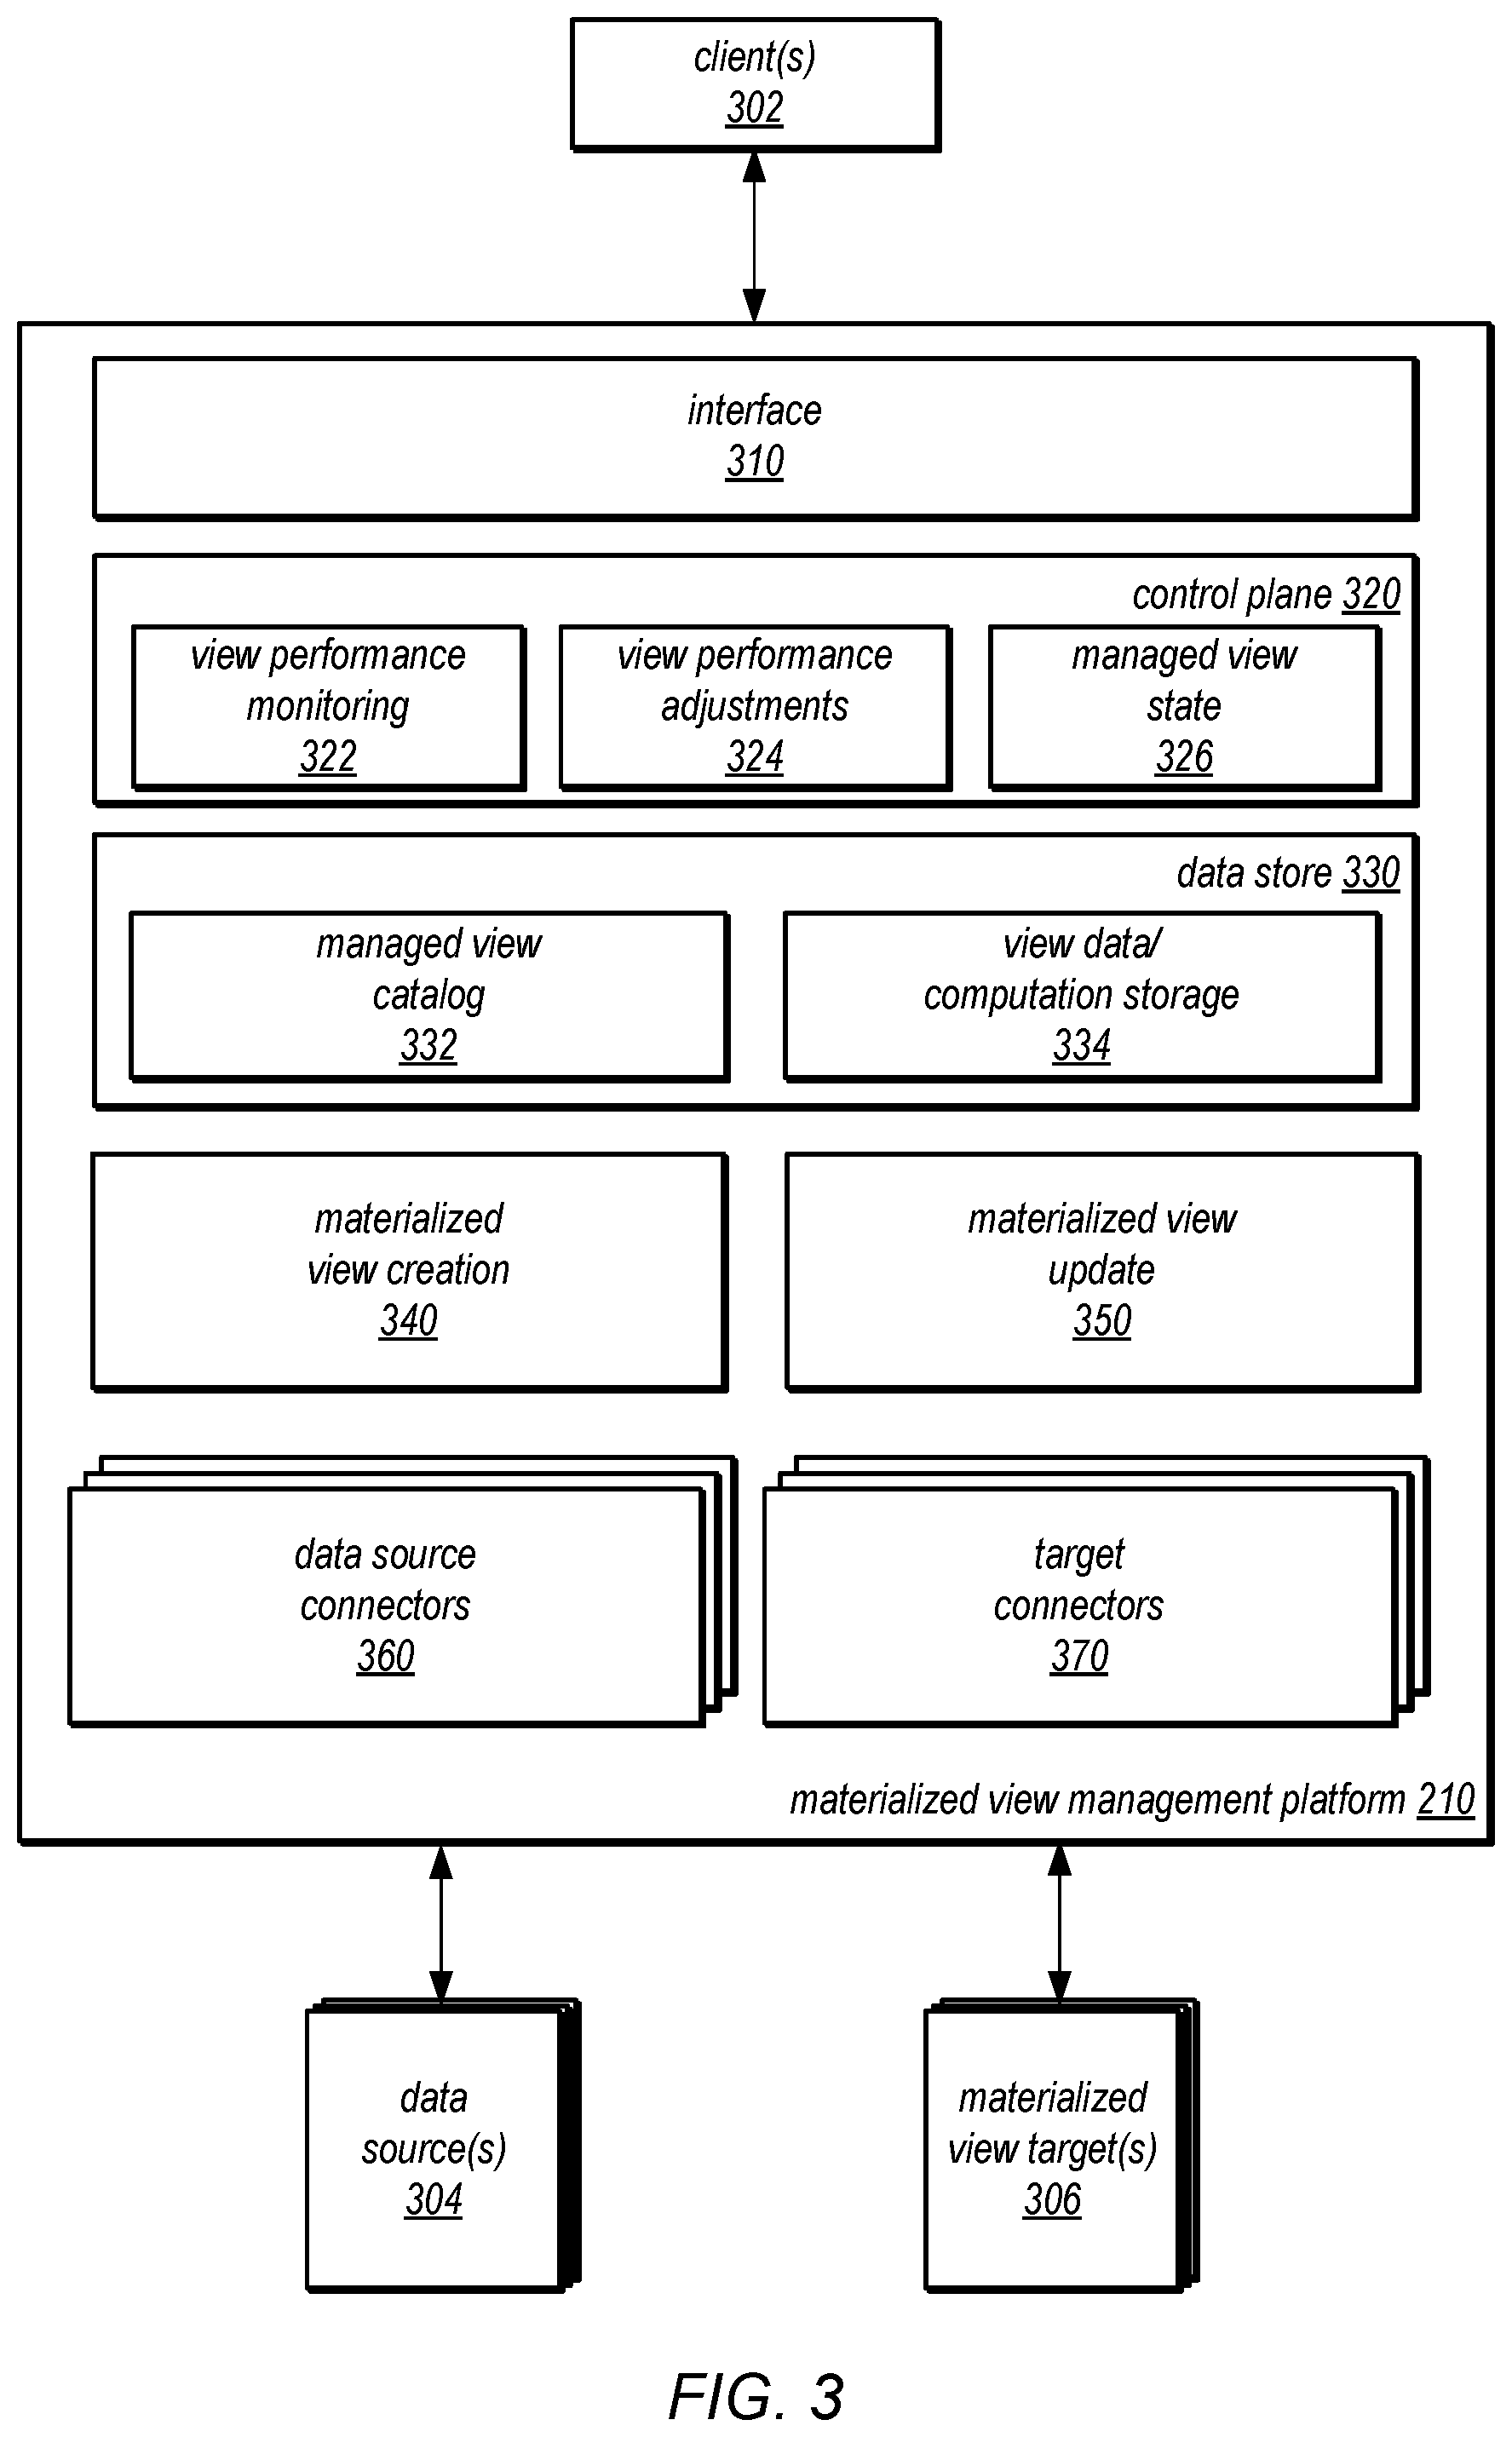 client(s)
302
interface
310
control plane 320
view performance
monitoring
322
view performance
adjustments
324
managed view
state
326
data store 330
managed view
catalog
332
view data/
computation storage
334
materialized
view creation
340
materialized view
update
350
data source
connectors
360
target
connectors
370
materialized view management platform 210
data
source(s)
304
materialized
view target(s)
306
FIG. 3